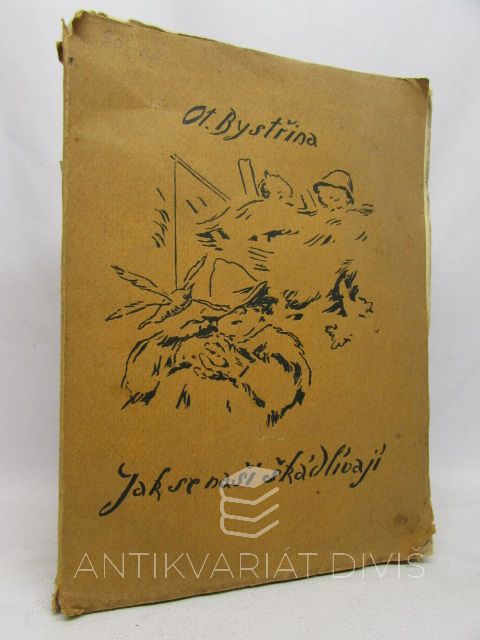 Ot. Bystřina
Jak se naši škádlívají
ANTIKVARIÁT DIVIŠ